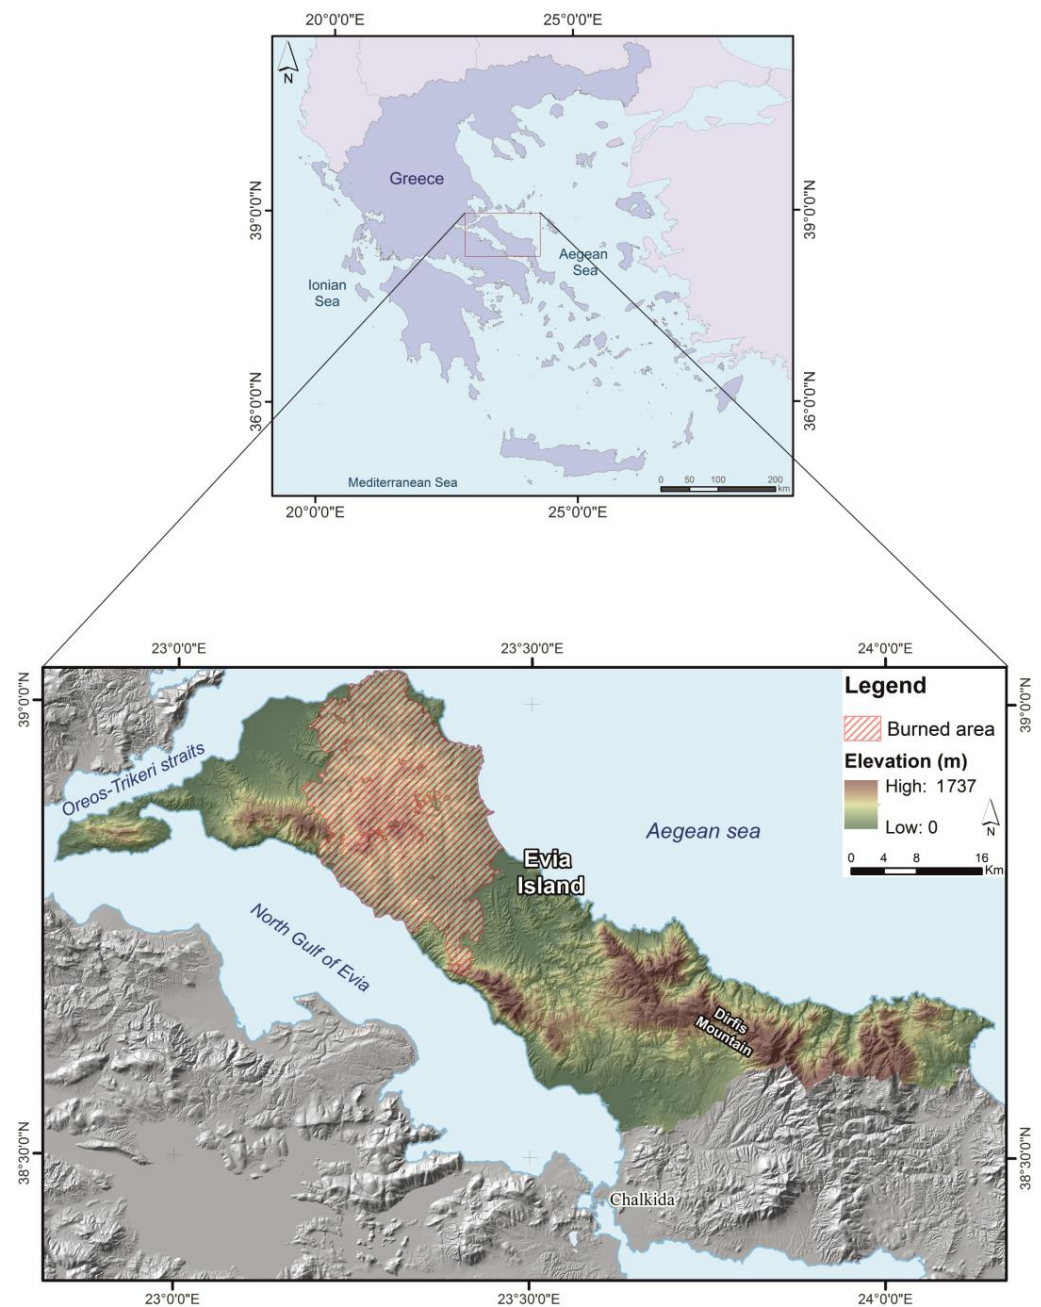 20°0'0"E 25°0'0"E
N
39°0'0"N 39°0'0"N
Greece
Aegean
Sea
Ionian
Sea
36°0'0"N 36°0'0"N
Mediterranean Sea
0 50 100 200
km
20°0'0"E 25°0'0"E
23°0'0"E 23°30'0"E 24°0'0"E
39°0'0"N 39°0'0"N
Legend
Burned area
Elevation (m)
High: 1737
Low: 0
N
0 4 8 16
Km
Oreos-Trikeri straits
Aegean sea
Evia
Island
North Gulf of Evia
Dirfis
Mountain
38°30'0"N 38°30'0"N
Chalkida
23°0'0"E 23°30'0"E 24°0'0"E